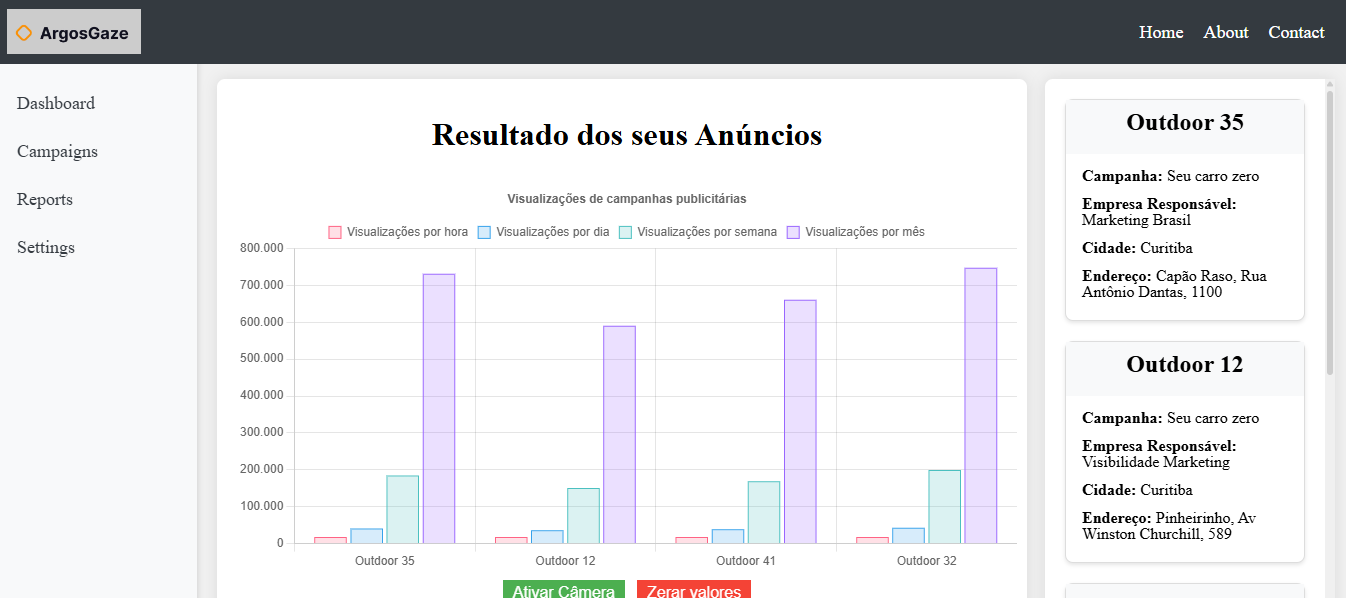 ArgosGaze
Home About Contact
Dashboard
Campaigns
Reports
Settings
Resultado dos seus Anúncios
Visualizações de campanhas publicitárias
Visualizações por hora Visualizações por dia Visualizações por semana Visualizações por mês
800.000
700.000
600.000
500.000
400.000
300.000
200.000
100.000
0
Outdoor 35 Outdoor 12 Outdoor 41 Outdoor 32
Ativar Câmera Zerar valores
Outdoor 35
Campanha: Seu carro zero
Empresa Responsável:
Marketing Brasil
Cidade: Curitiba
Endereço: Capão Raso, Rua
Antônio Dantas, 1100
Outdoor 12
Campanha: Seu carro zero
Empresa Responsável:
Visibilidade Marketing
Cidade: Curitiba
Endereço: Pinheirinho, Av
Winston Churchill, 589